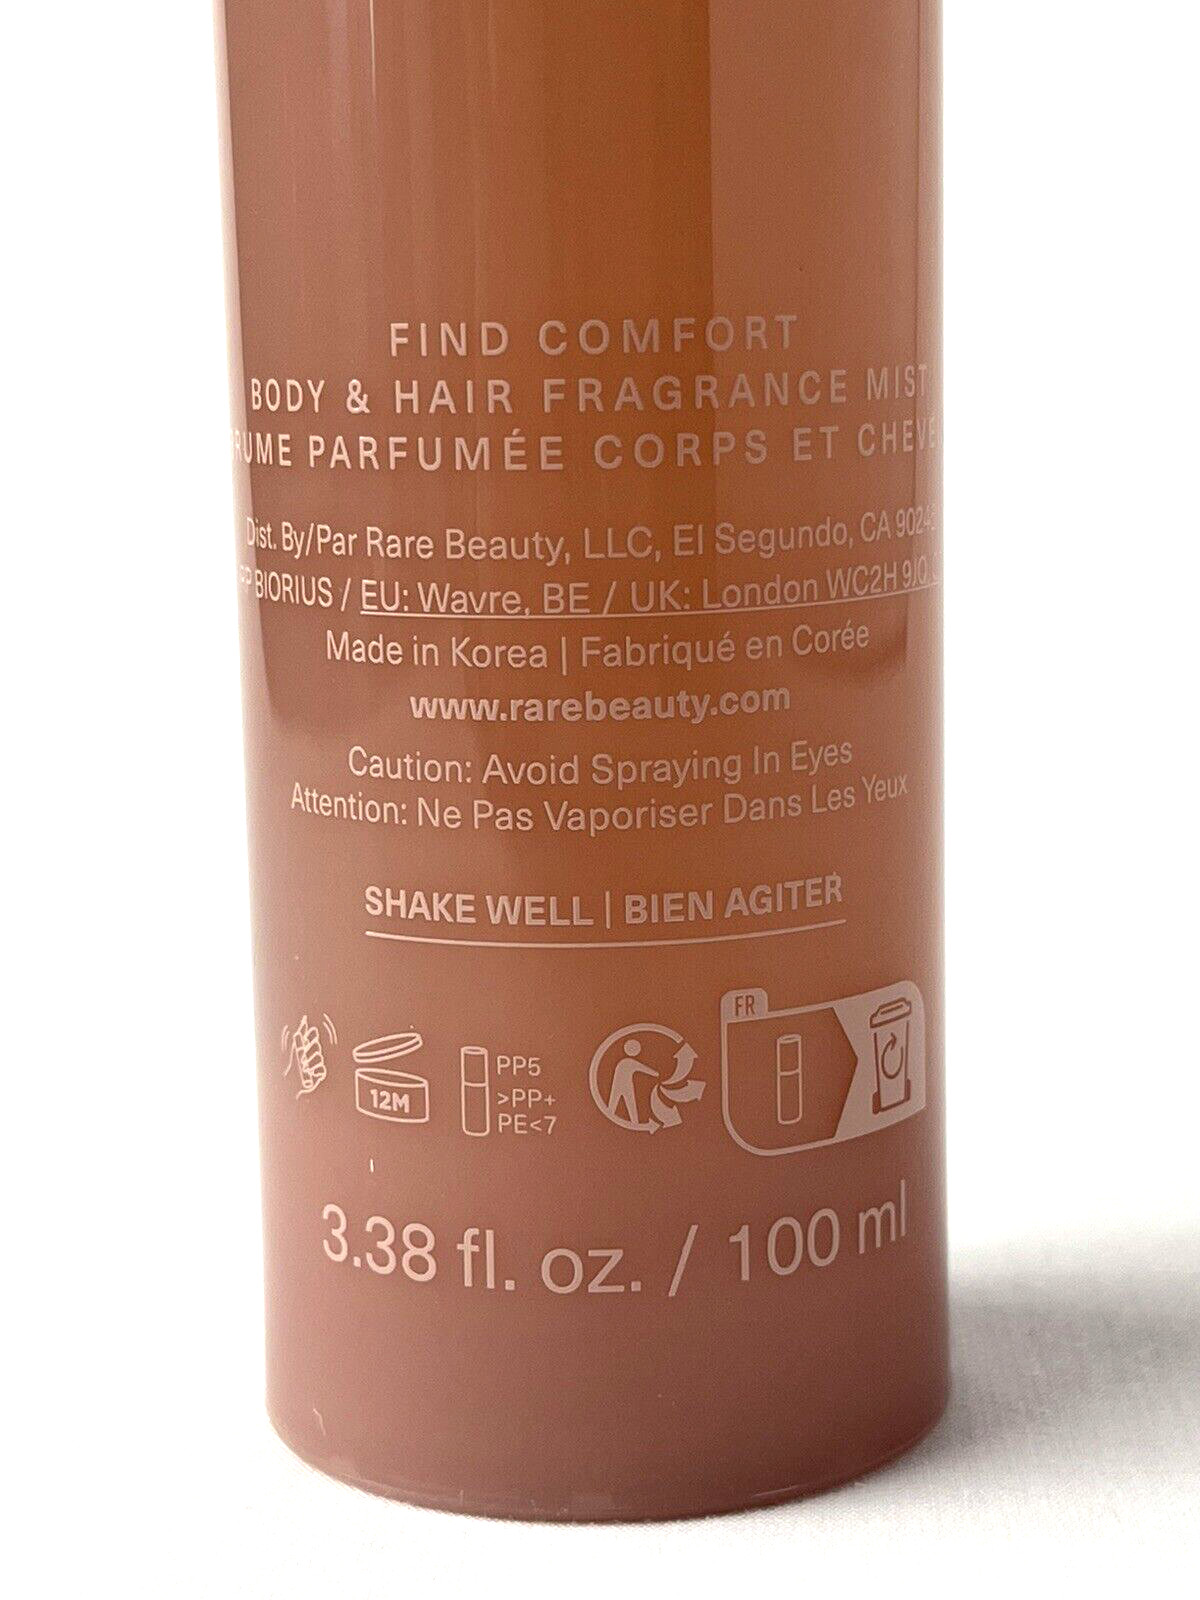 FIND COMFORT
BODY & HAIR FRAGRANCE MIST
PARFUMÉE CORPS ET
Dist. By/Par Rare Beauty, LLC, El Segundo, CA
BIORIUS / EU: Wavre, BE / UK: London WC2H 9JQ,
Made in Korea | Fabriqué en Corée
www.rarebeauty.com
Caution: Avoid Spraying In Eyes
Attention: Ne Pas Vaporiser Dans Les Yeux
SHAKE WELL | BIEN AGITER
FR
12M
PP5
>PP+
PE<7
3.38 fl. oz. / 100 ml